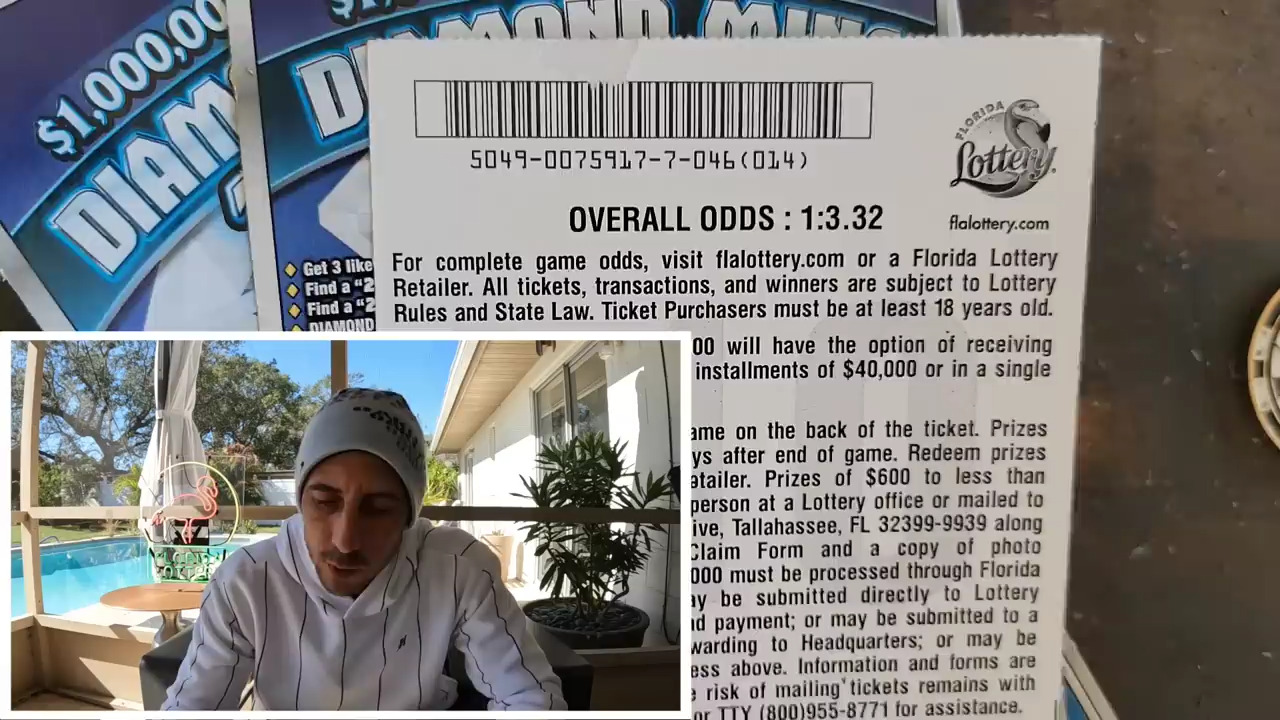 $1,000,00
DIAM
DIAMOND MINE
Get 3 like
Find a "2
Find a "2
DIAMOND
5049-0075917-7-046(014)
FLORIDA
Lottery
flalottery.com
OVERALL ODDS : 1:3.32
For complete game odds, visit flalottery.com or a Florida Lottery
Retailer. All tickets, transactions, and winners are subject to Lottery
Rules and State Law. Ticket Purchasers must be at least 18 years old.
00 will have the option of receiving
installments of $40,000 or in a single
ame on the back of the ticket. Prizes
ys after end of game. Redeem prizes
etailer. Prizes of $600 to less than
person at a Lottery office or mailed to
ive, Tallahassee, FL 32399-9939 along
Claim Form and a copy of photo
000 must be processed through Florida
ay be submitted directly to Lottery
d payment; or may be submitted to a
warding to Headquarters; or may be
ess above. Information and forms are
risk of mailing tickets remains with
or TTY (800)955-8771 for assistance.